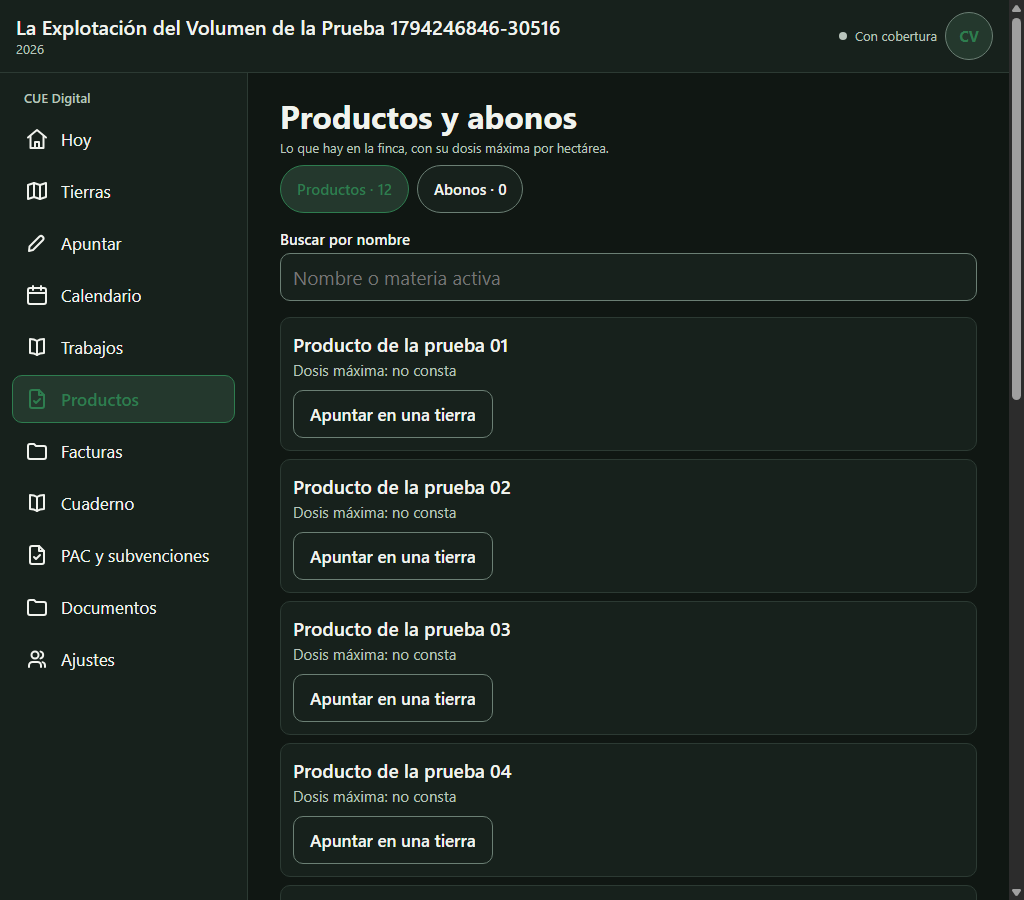 La Explotación del Volumen de la Prueba 1794246846-30516
2026
Con cobertura
CV
CUE Digital
Hoy
Tierras
Apuntar
Calendario
Trabajos
Productos
Facturas
Cuaderno
PAC y subvenciones
Documentos
Ajustes
Productos y abonos
Lo que hay en la finca, con su dosis máxima por hectárea.
Productos · 12
Abonos · 0
Buscar por nombre
Nombre o materia activa
Producto de la prueba 01
Dosis máxima: no consta
Apuntar en una tierra
Producto de la prueba 02
Dosis máxima: no consta
Apuntar en una tierra
Producto de la prueba 03
Dosis máxima: no consta
Apuntar en una tierra
Producto de la prueba 04
Dosis máxima: no consta
Apuntar en una tierra